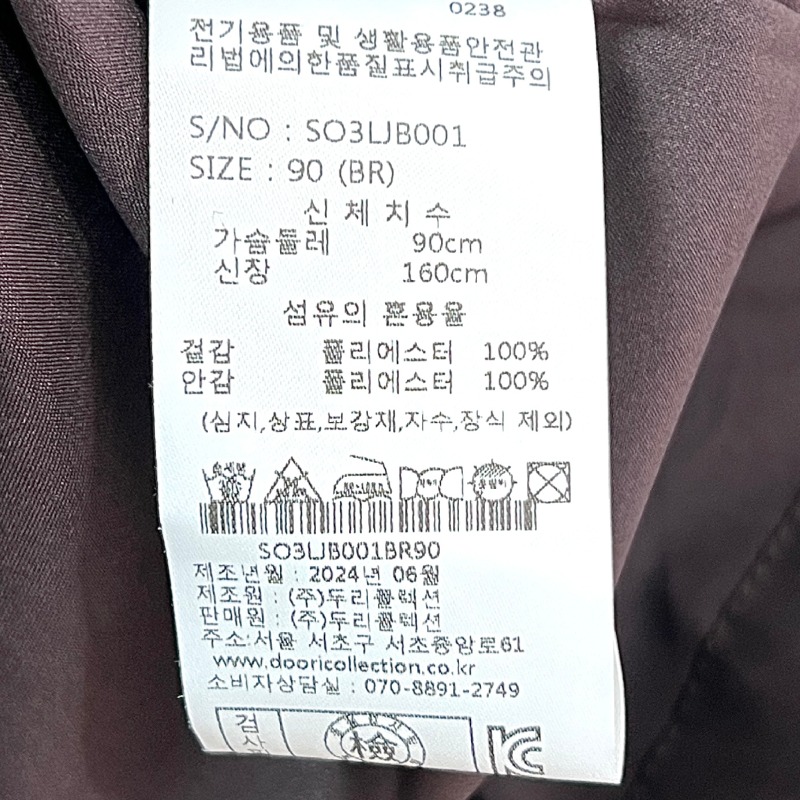 0238
전기용품 및 생활용품안전관
리법에의한품질표시취급주의
S/NO : SO3LJB001
SIZE : 90 (BR)
신 체 치 수
가슴둘레 90cm
신장 160cm
섬유의 혼용율
겉감 폴리에스터 100%
안감 폴리에스터 100%
(심지,상표,보강재,자수,장식 제외)
SO3LJB001BR90
제조년월 : 2024년 06월
제조원 : (주)두리콜렉션
판매원 : (주)두리콜렉션
주소:서울 서초구 서초중앙로61
www.dooricollection.co.kr
소비자상담실 : 070-8891-2749
검
檢
KC